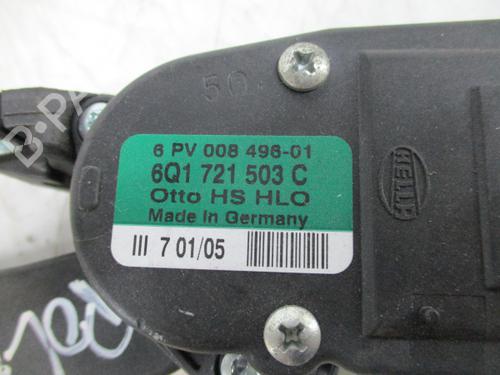 50
6 PV 008 496-01
6Q1 721 503 C
Otto HS HLO
Made in Germany
III 7 01/05
HELLA
B-PARTS